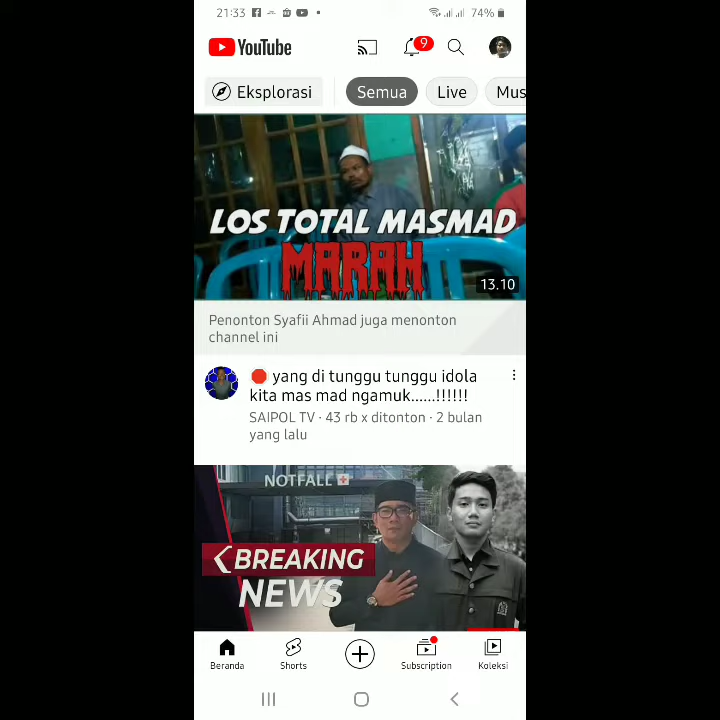 21:33 74%
YouTube 9
Eksplorasi Semua Live Mus
LOS TOTAL MASMAD
MARAH
13.10
Penonton Syafii Ahmad juga menonton
channel ini
yang di tunggu tunggu idola
kita mas mad ngamuk......!!!!!!
SAIPOL TV · 43 rb x ditonton · 2 bulan
yang lalu
NOTFALL
BREAKING
NEWS
Beranda Shorts Subscription Koleksi